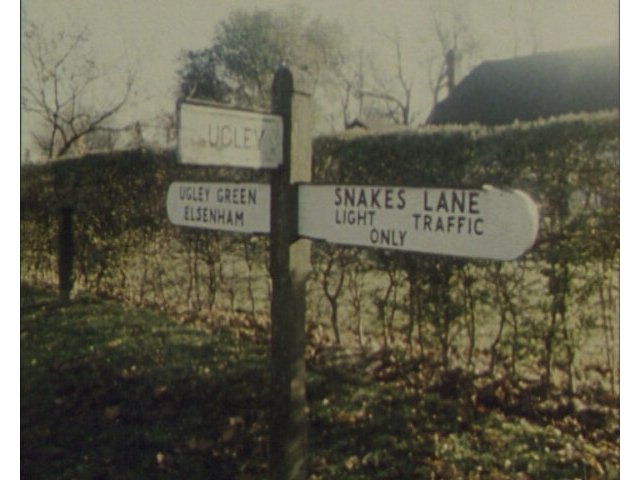 UGLEY
UGLEY GREEN
ELSENHAM
SNAKES LANE
LIGHT TRAFFIC
ONLY